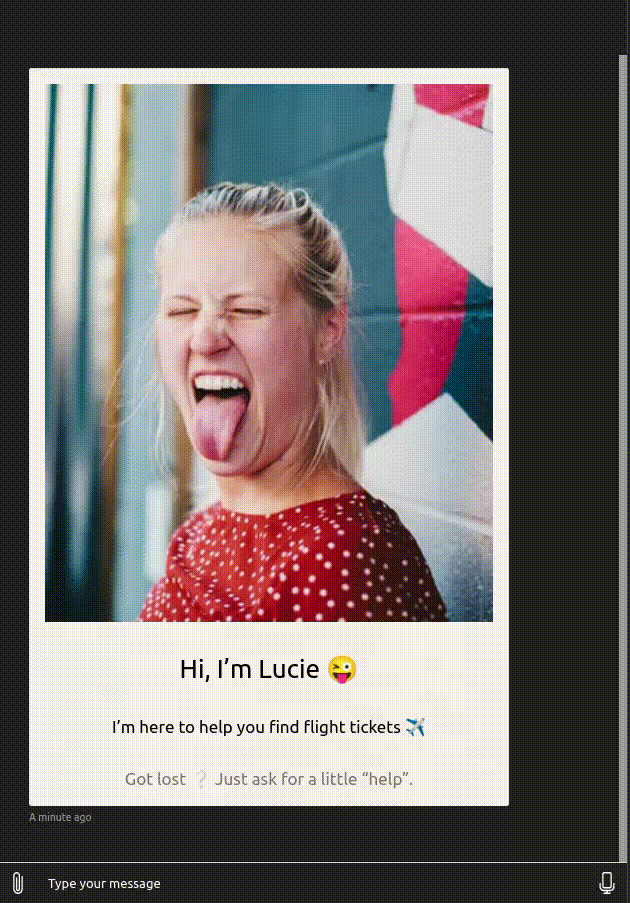 Hi, I’m Lucie 😜
I’m here to help you find flight tickets ✈️
Got lost ❔ Just ask for a little “help”.
A minute ago
Type your message